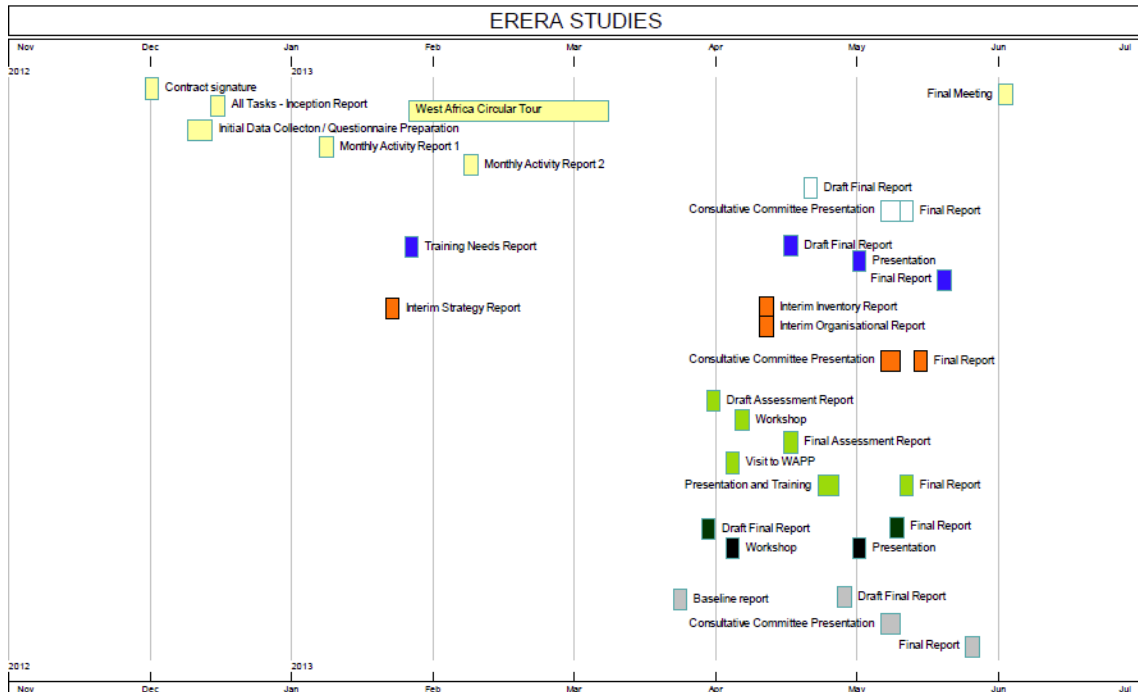 ERERA STUDIES
Nov Dec Jan Feb Mar Apr May Jun Jul
2012 2013
Contract signature
Final Meeting
All Tasks - Inception Report
West Africa Circular Tour
Initial Data Collecton / Questionnaire Preparation
Monthly Activity Report 1
Monthly Activity Report 2
Draft Final Report
Consultative Committee Presentation Final Report
Training Needs Report Draft Final Report
Presentation
Final Report
Interim Strategy Report Interim Inventory Report
Interim Organisational Report
Consultative Committee Presentation Final Report
Draft Assessment Report
Workshop
Final Assessment Report
Visit to WAPP
Presentation and Training Final Report
Draft Final Report Final Report
Workshop Presentation
Baseline report Draft Final Report
Consultative Committee Presentation
Final Report
2012 2013
Nov Dec Jan Feb Mar Apr May Jun Jul